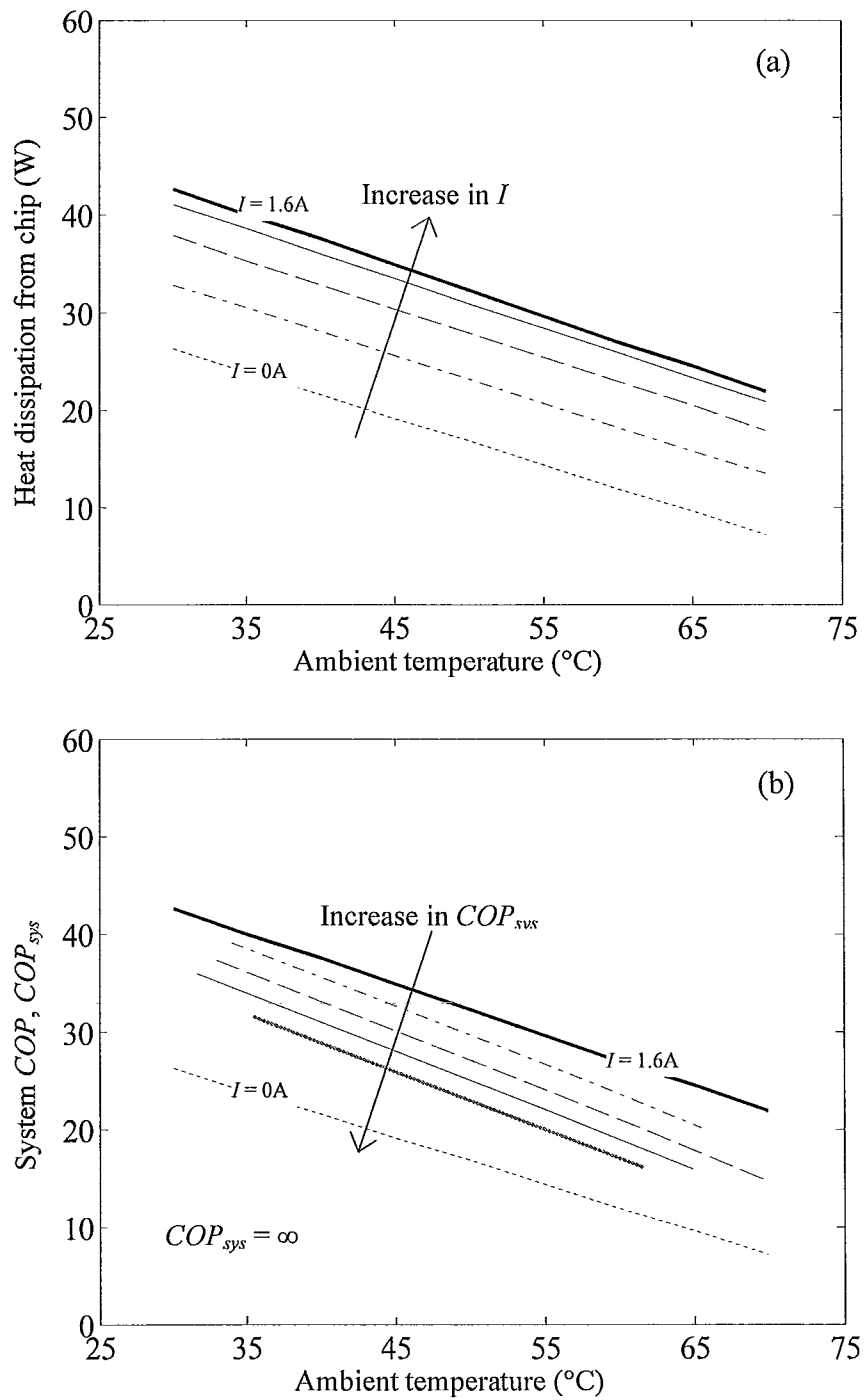 60
(a)
50
Heat dissipation from chip (W)
I = 1.6A
Increase in I
40
30
I = 0A
20
10
0
25
35
45
55
65
75
Ambient temperature (°C)
60
(b)
50
System COP, COPsys
Increase in COPsys
40
30
I = 1.6A
I = 0A
20
10
COPsys = ∞
0
25
35
45
55
65
75
Ambient temperature (°C)